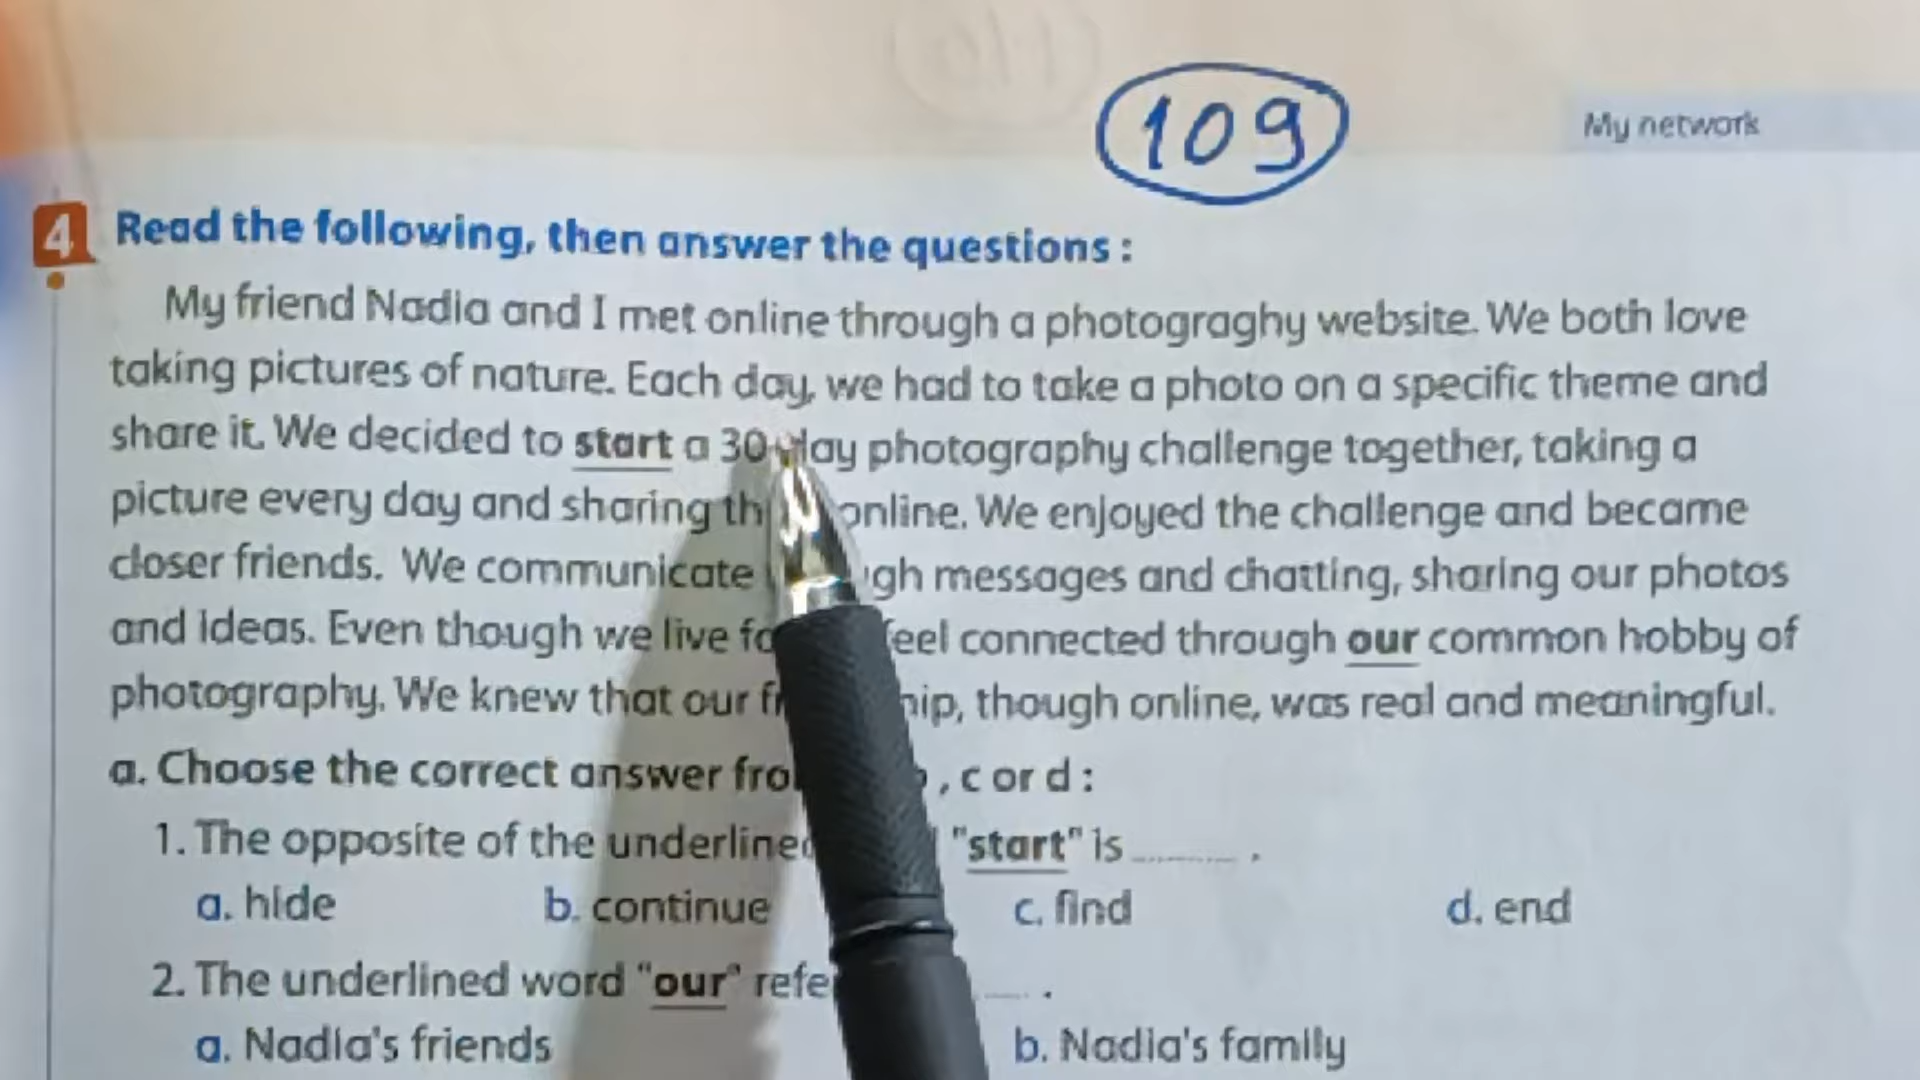 109
My network
4 Read the following, then answer the questions :
My friend Nadia and I met online through a photograghy website. We both love
taking pictures of nature. Each day, we had to take a photo on a specific theme and
share it. We decided to start a 30 day photography challenge together, taking a
picture every day and sharing online. We enjoyed the challenge and became
closer friends. We communicate messages and chatting, sharing our photos
and ideas. Even though we live feel connected through our common hobby of
photography. We knew that our though online, was real and meaningful.
a. Choose the correct answer , c or d :
1. The opposite of the underlined "start" is ......... .
a. hide b. continue c. find d. end
2. The underlined word "our" ...... .
a. Nadia's friends b. Nadia's family